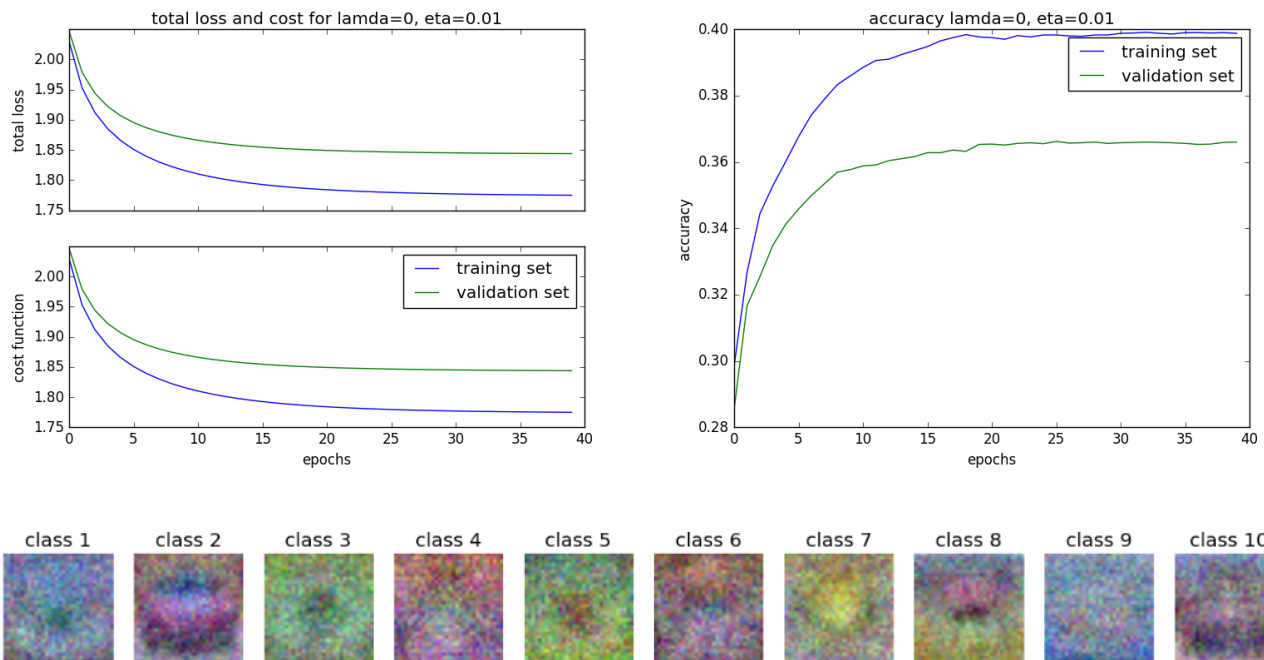 total loss and cost for lamda=0, eta=0.01
total loss
2.00
1.95
1.90
1.85
1.80
1.75
cost function
2.00
1.95
1.90
1.85
1.80
1.75
training set
validation set
0 5 10 15 20 25 30 35 40
epochs
accuracy lamda=0, eta=0.01
accuracy
0.40
0.38
0.36
0.34
0.32
0.30
0.28
training set
validation set
0 5 10 15 20 25 30 35 40
epochs
class 1 class 2 class 3 class 4 class 5 class 6 class 7 class 8 class 9 class 10